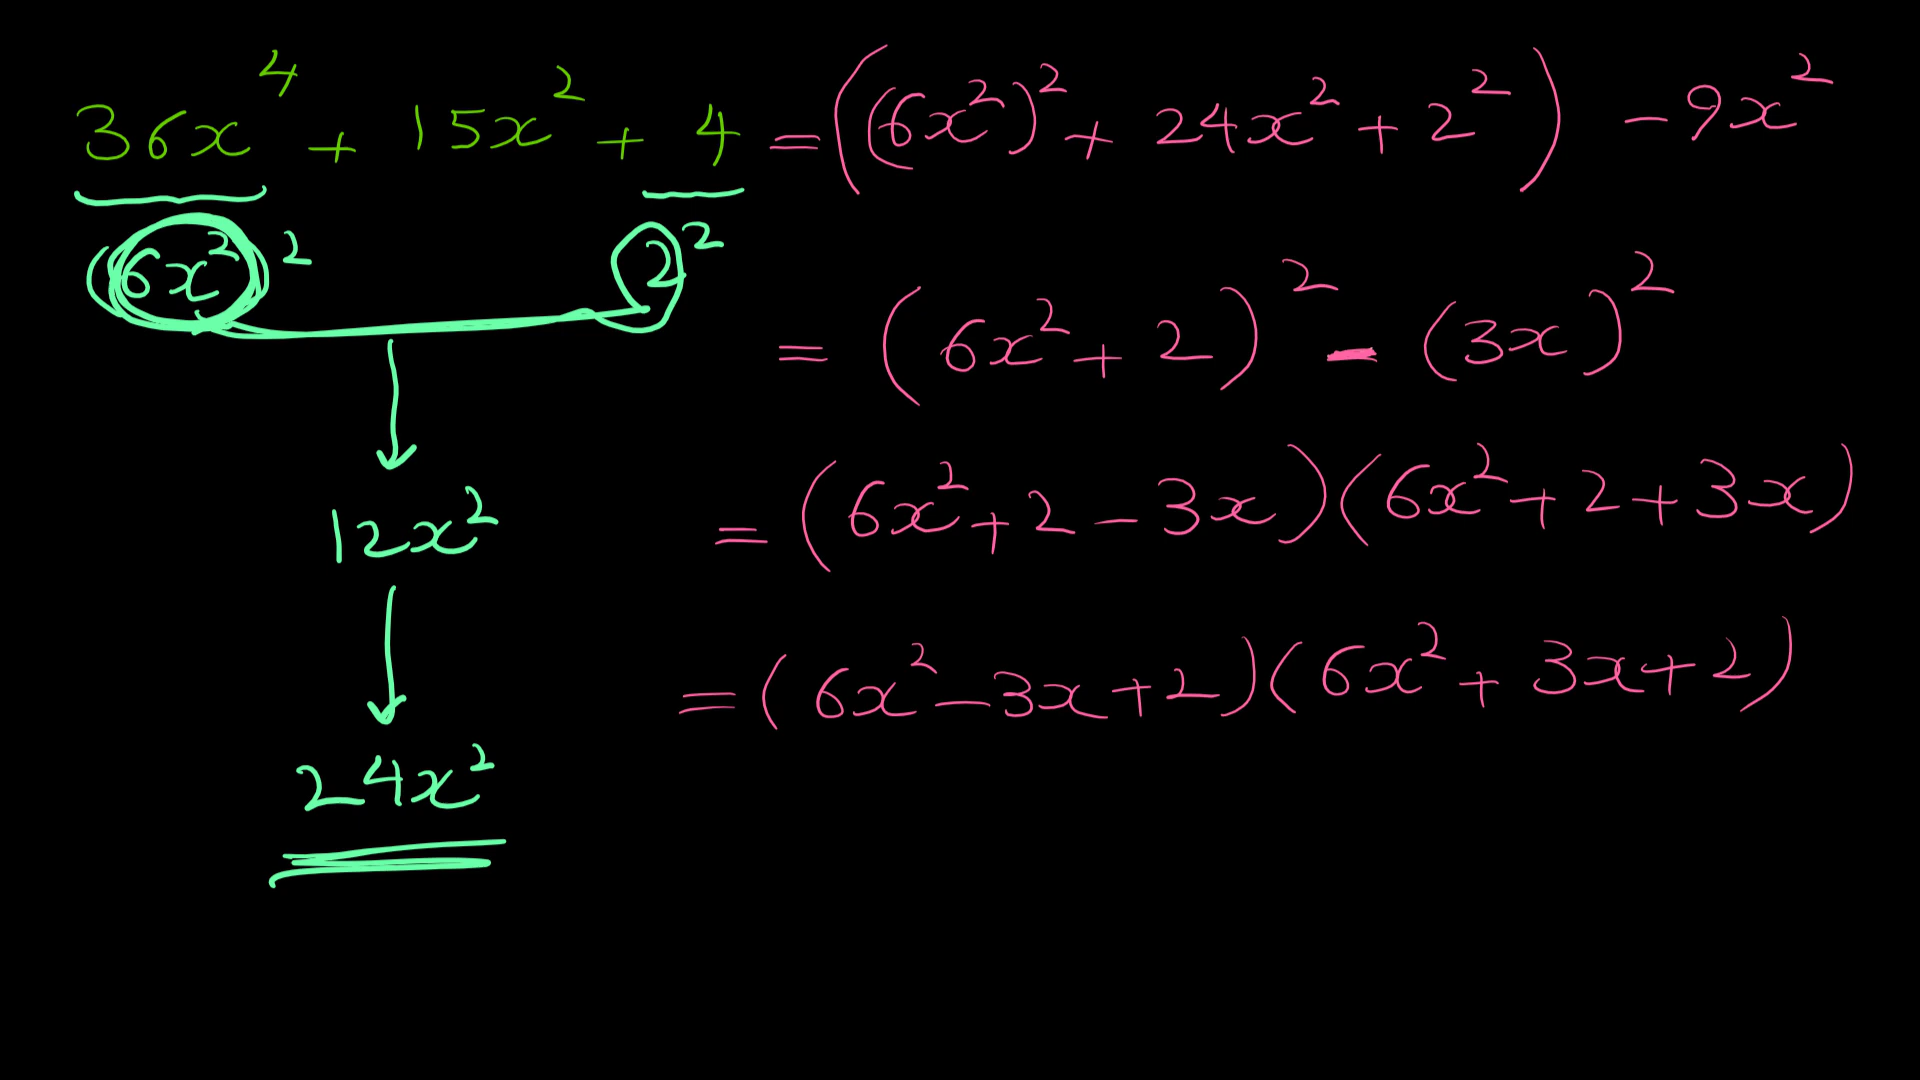 36x⁴ + 15x² + 4 = ((6x²)² + 24x² + 2²) - 9x²
(6x²)² 2²
= (6x² + 2)² - (3x)²
12x²
= (6x² + 2 - 3x)(6x² + 2 + 3x)
= (6x² - 3x + 2)(6x² + 3x + 2)
24x²